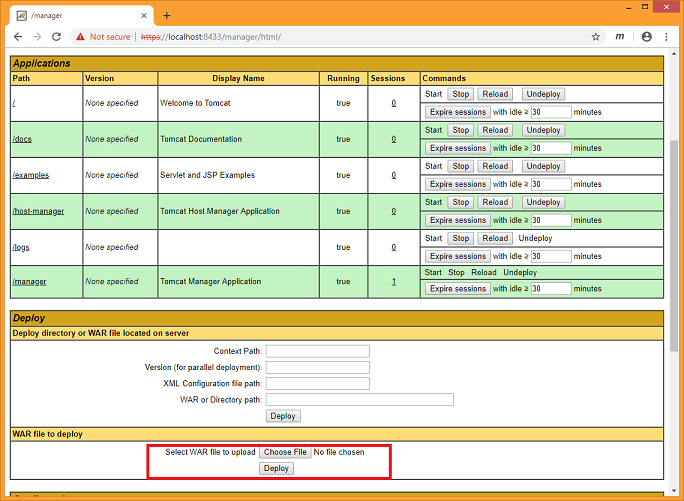 /manager
Not secure | https://localhost:8433/manager/html/
Applications
Path Version Display Name Running Sessions Commands
/ None specified Welcome to Tomcat true 0 Start Stop Reload Undeploy
Expire sessions with idle ≥ 30 minutes
/docs None specified Tomcat Documentation true 0 Start Stop Reload Undeploy
Expire sessions with idle ≥ 30 minutes
/examples None specified Servlet and JSP Examples true 0 Start Stop Reload Undeploy
Expire sessions with idle ≥ 30 minutes
/host-manager None specified Tomcat Host Manager Application true 0 Start Stop Reload Undeploy
Expire sessions with idle ≥ 30 minutes
/logs None specified true 0 Start Stop Reload Undeploy
Expire sessions with idle ≥ 30 minutes
/manager None specified Tomcat Manager Application true 1 Start Stop Reload Undeploy
Expire sessions with idle ≥ 30 minutes
Deploy
Deploy directory or WAR file located on server
Context Path:
Version (for parallel deployment):
XML Configuration file path:
WAR or Directory path:
Deploy
WAR file to deploy
Select WAR file to upload Choose File No file chosen
Deploy